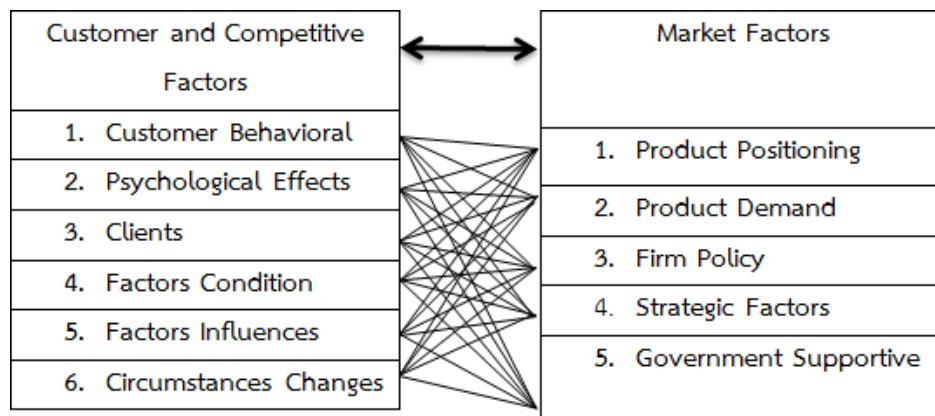 Customer and Competitive
Factors
1. Customer Behavioral
2. Psychological Effects
3. Clients
4. Factors Condition
5. Factors Influences
6. Circumstances Changes
Market Factors
1. Product Positioning
2. Product Demand
3. Firm Policy
4. Strategic Factors
5. Government Supportive